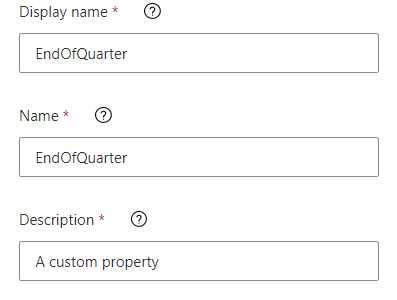 Display name *
EndOfQuarter
Name *
EndOfQuarter
Description *
A custom property